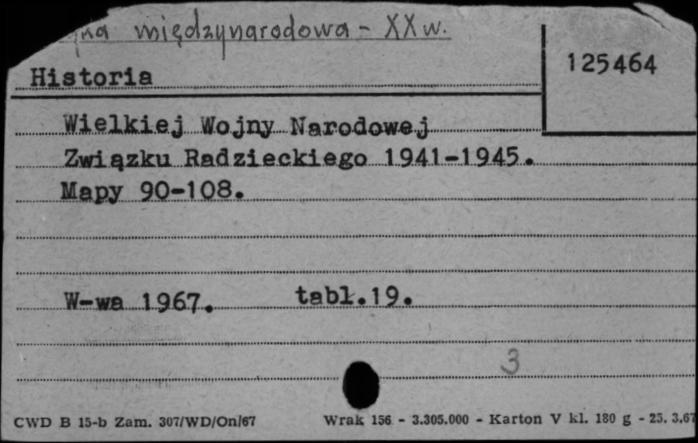 międzynarodowa - XX w.
125464
Historia
Wielkiej Wojny Narodowej
Związku Radzieckiego 1941-1945.
Mapy 90-108.
W-wa 1967. tabl.19.
3
CWD B 15-b Zam. 307/WD/On/67 Wrak 156 - 3.305.000 - Karton V kl. 180 g - 25. 3.67